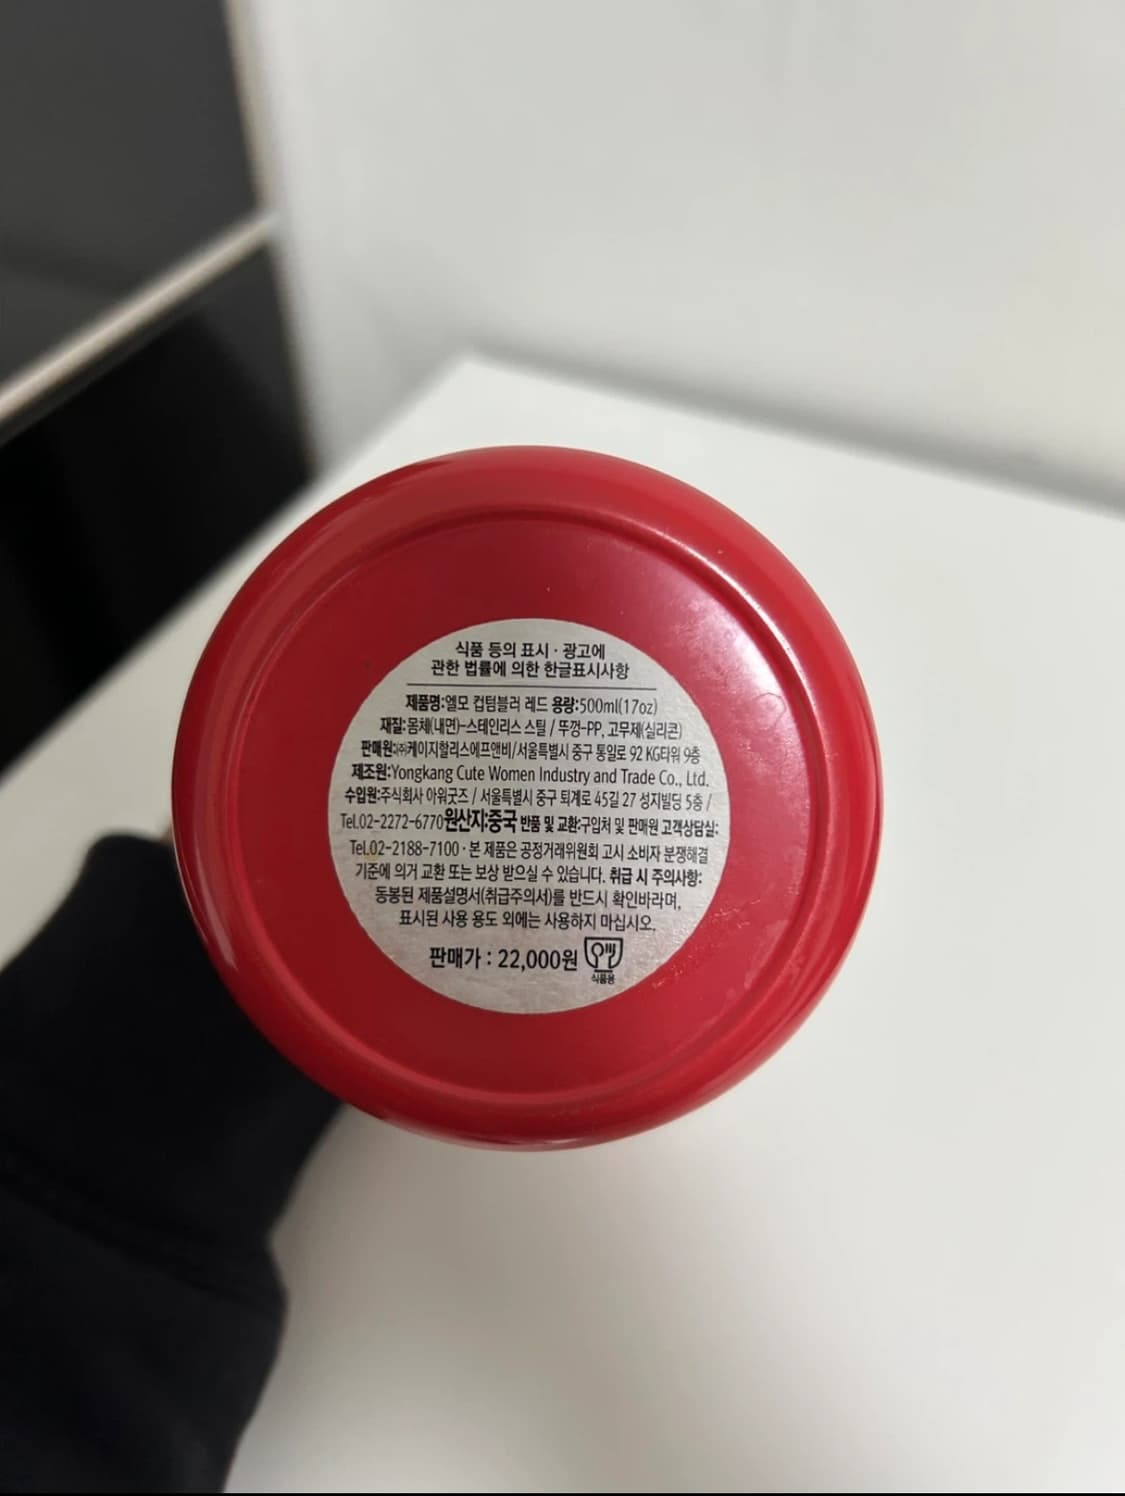 식품 등의 표시·광고에
관한 법률에 의한 한글표시사항
제품명:엘모 컵텀블러 레드 용량:500ml(17oz)
재질:몸체(내면)-스테인리스 스틸 / 뚜껑-PP, 고무제(실리콘)
판매원:㈜케이지할리스에프앤비/서울특별시 중구 통일로 92 KG타워 9층
제조원:Yongkang Cute Women Industry and Trade Co., Ltd.
수입원:주식회사 아워굿즈 / 서울특별시 중구 퇴계로 45길 27 성지빌딩 5층 /
Tel.02-2272-6770 원산지:중국 반품 및 교환:구입처 및 판매원 고객상담실:
Tel.02-2188-7100 · 본 제품은 공정거래위원회 고시 소비자 분쟁해결
기준에 의거 교환 또는 보상 받으실 수 있습니다. 취급 시 주의사항:
동봉된 제품설명서(취급주의서)를 반드시 확인바라며,
표시된 사용 용도 외에는 사용하지 마십시오.
판매가 : 22,000원
식품용